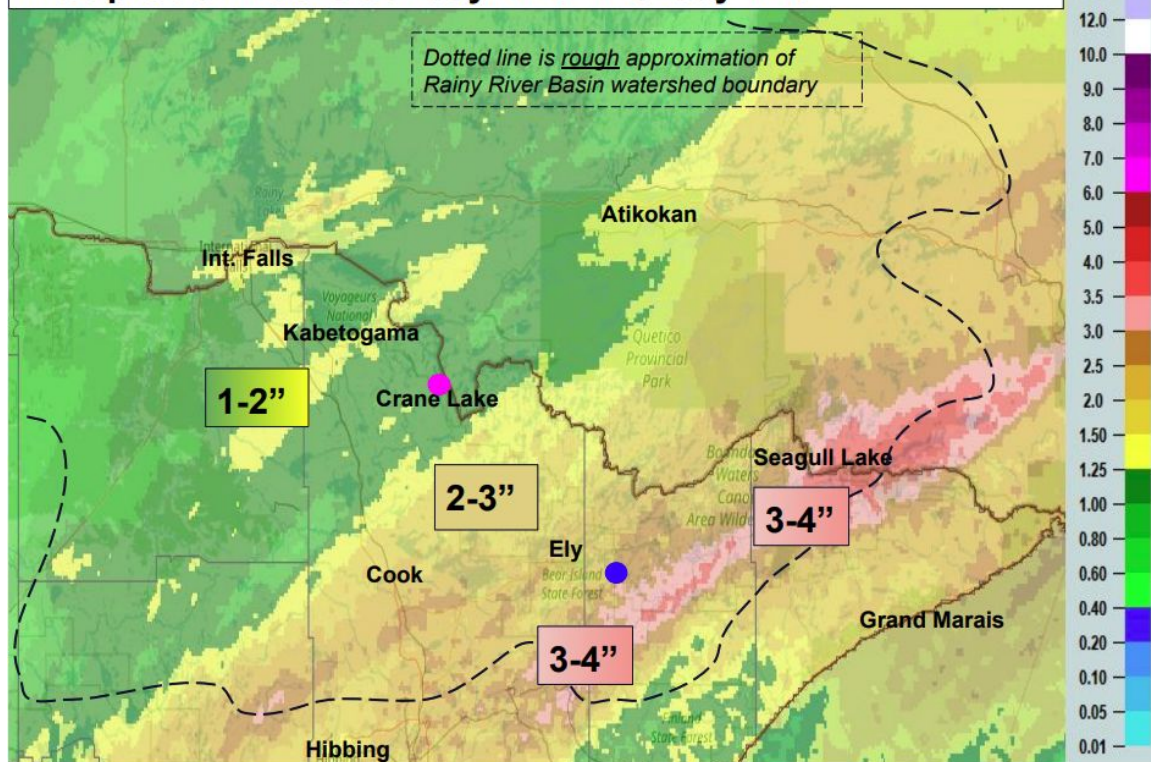 Dotted line is rough approximation of
Rainy River Basin watershed boundary
Atikokan
Int. Falls
Voyageurs
National
Kabetogama
Quetico
Provincial
Park
1-2”
Crane Lake
Seagull Lake
2-3”
3-4”
Ely
Bear Island
State Forest
Cook
Grand Marais
3-4”
Finland
State Forest
Hibbing
12.0
10.0
9.0
8.0
7.0
6.0
5.0
4.0
3.5
3.0
2.5
2.0
1.50
1.25
1.00
0.80
0.60
0.40
0.20
0.10
0.05
0.01